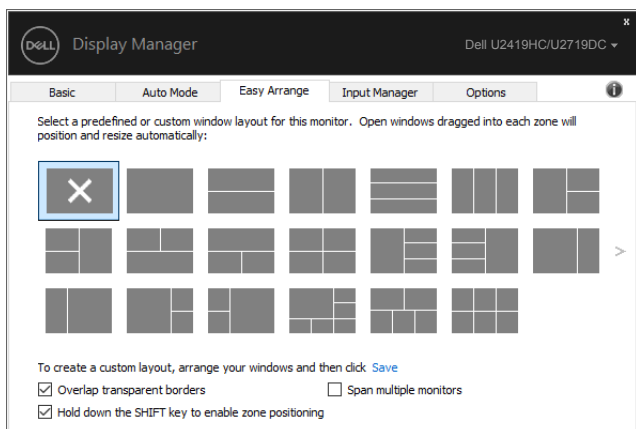 DELL Display Manager
Dell U2419HC/U2719DC
Basic
Auto Mode
Easy Arrange
Input Manager
Options
Select a predefined or custom window layout for this monitor. Open windows dragged into each zone will
position and resize automatically:
To create a custom layout, arrange your windows and then click Save
Overlap transparent borders
Span multiple monitors
Hold down the SHIFT key to enable zone positioning